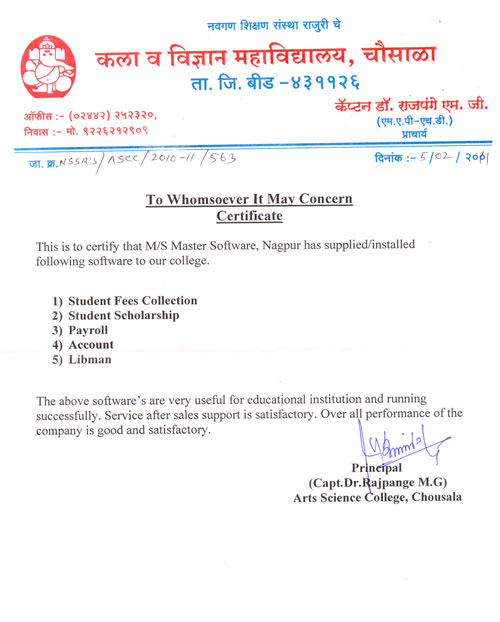 नवगण शिक्षण संस्था राजुरी चे
कला व विज्ञान महाविद्यालय, चौसाळा
ता. जि. बीड -४३११२६
कॅप्टन डॉ. राजपंगे एम. जी.
(एम.ए.पी-एच.डी.)
प्राचार्य
ऑफीस :- (०२४४२) २५२३२०,
निवास :- मो. ९२२६२१२९०९
जा. क्र. NSSR'S/ASCC/2010-11/563
दिनांक :- 5/02/२०११
To Whomsoever It May Concern
Certificate
This is to certify that M/S Master Software, Nagpur has supplied/installed
following software to our college.
1) Student Fees Collection
2) Student Scholarship
3) Payroll
4) Account
5) Libman
The above software's are very useful for educational institution and running
successfully. Service after sales support is satisfactory. Over all performance of the
company is good and satisfactory.
Principal
(Capt.Dr.Rajpange M.G)
Arts Science College, Chousala